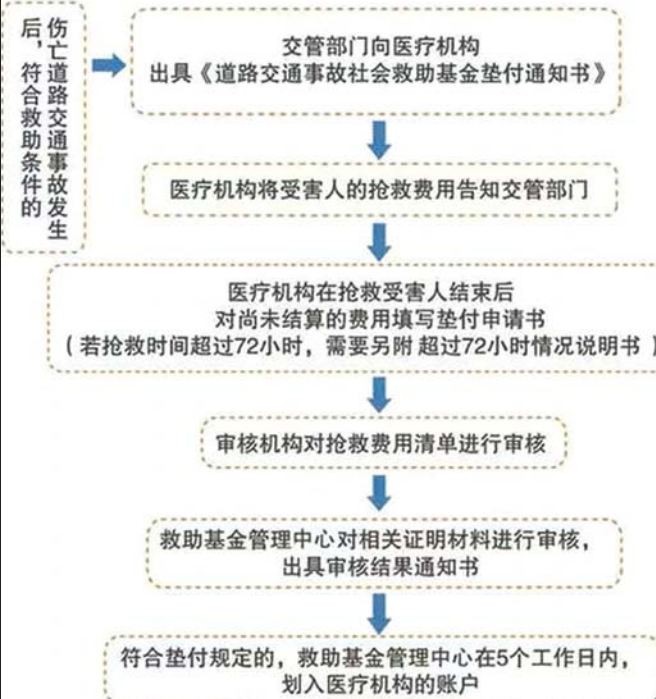 伤亡道路交通事故发生
后，符合救助条件的
交管部门向医疗机构
出具《道路交通事故社会救助基金垫付通知书》
医疗机构将受害人的抢救费用告知交管部门
医疗机构在抢救受害人结束后
对尚未结算的费用填写垫付申请书
（若抢救时间超过72小时，需要另附 超过72小时情况说明书）
审核机构对抢救费用清单进行审核
救助基金管理中心对相关证明材料进行审核，
出具审核结果通知书
符合垫付规定的，救助基金管理中心在5个工作日内，
划入医疗机构的账户